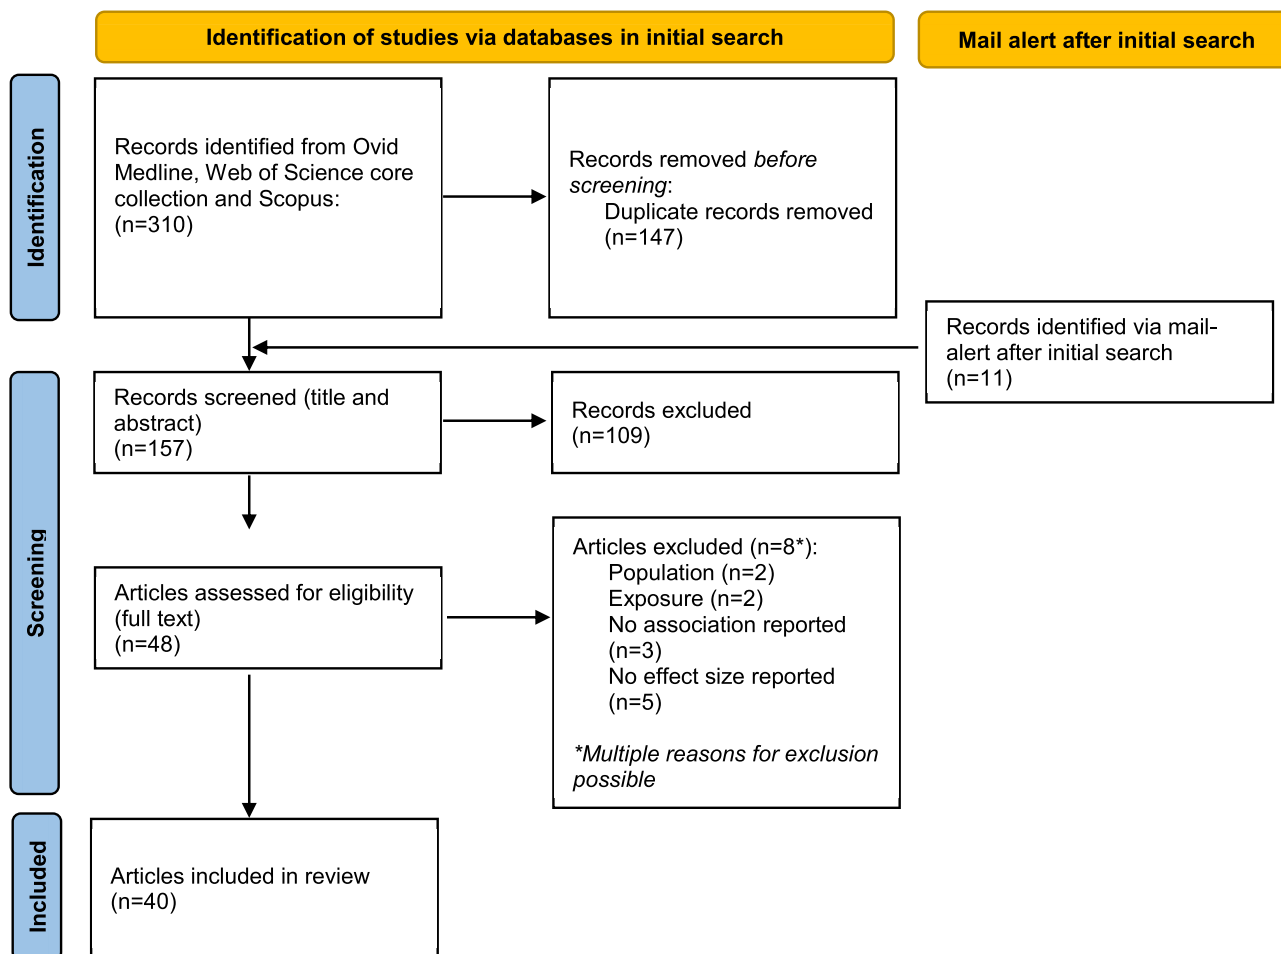 Identification of studies via databases in initial search
Mail alert after initial search
Identification
Records identified from Ovid
Medline, Web of Science core
collection and Scopus:
(n=310)
Records removed before
screening:
Duplicate records removed
(n=147)
Records identified via mail-
alert after initial search
(n=11)
Screening
Records screened (title and
abstract)
(n=157)
Records excluded
(n=109)
Articles assessed for eligibility
(full text)
(n=48)
Articles excluded (n=8*):
Population (n=2)
Exposure (n=2)
No association reported
(n=3)
No effect size reported
(n=5)
*Multiple reasons for exclusion
possible
Included
Articles included in review
(n=40)